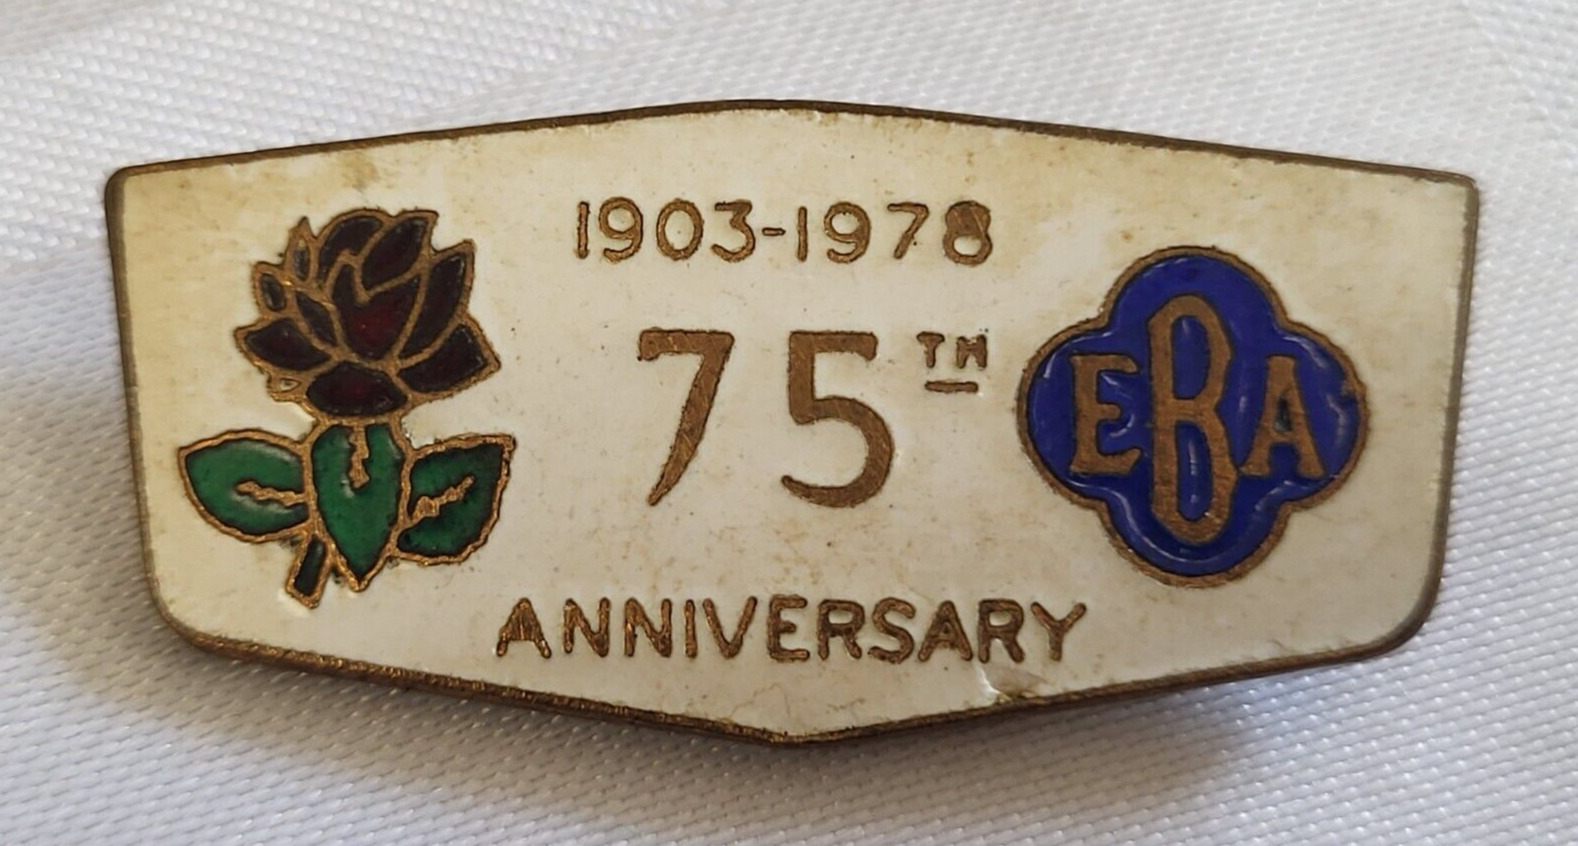 1903-1978
75TH
EBA
ANNIVERSARY